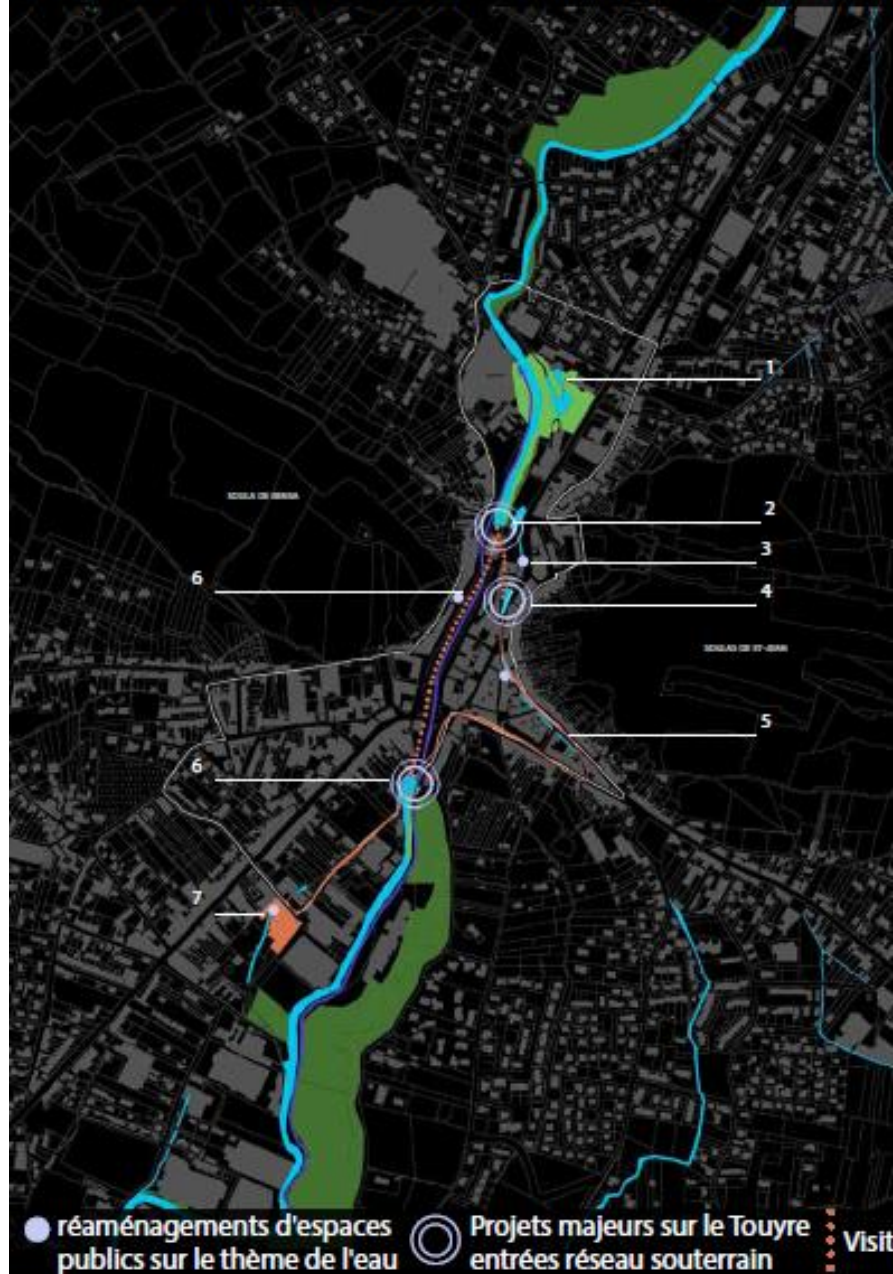 1
2
3
6
4
5
6
7
réaménagements d'espaces
publics sur le thème de l'eau
Projets majeurs sur le Touyre
entrées réseau souterrain
Visit